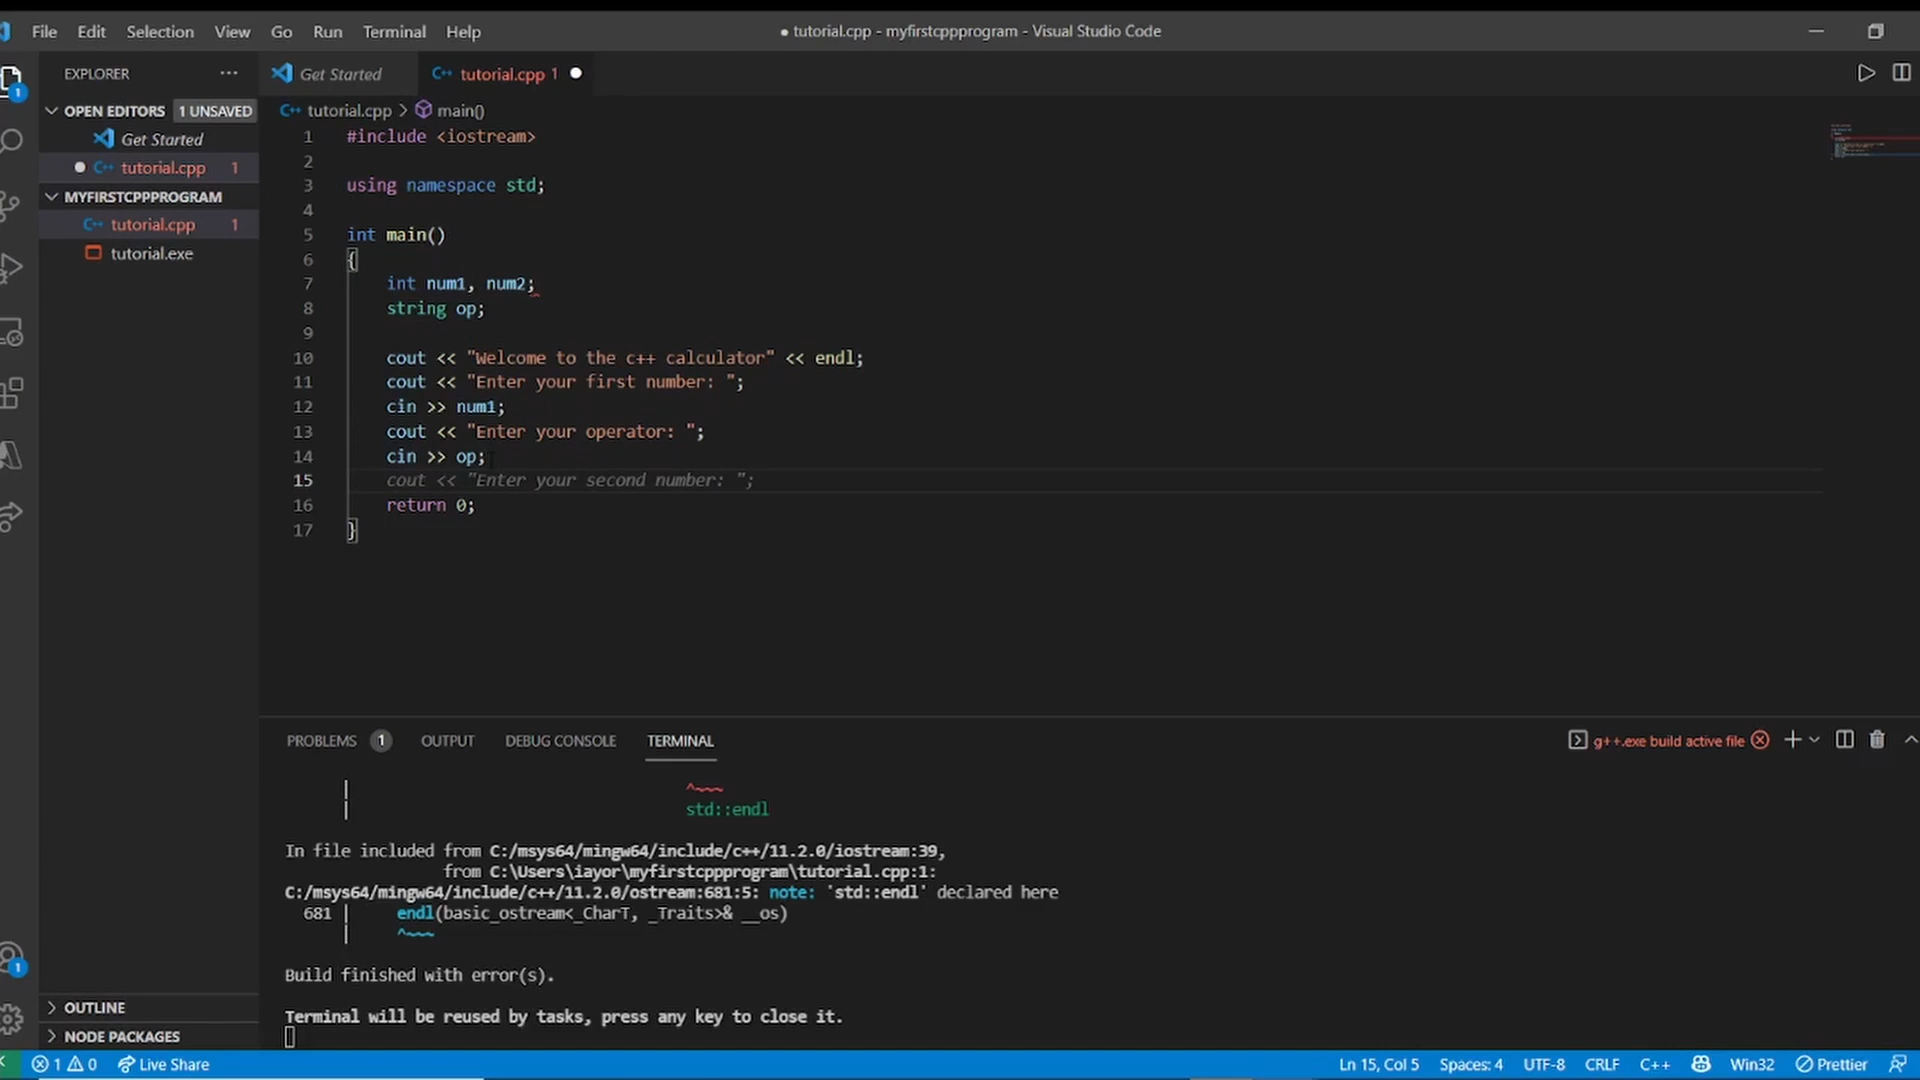 File Edit Selection View Go Run Terminal Help
● tutorial.cpp - myfirstcppprogram - Visual Studio Code
EXPLORER ···
Get Started
tutorial.cpp 1
OPEN EDITORS 1 UNSAVED
Get Started
tutorial.cpp 1
MYFIRSTCPPPROGRAM
tutorial.cpp 1
tutorial.exe
OUTLINE
NODE PACKAGES
1
1
tutorial.cpp > main()
1 #include <iostream>
2
3 using namespace std;
4
5 int main()
6 {
7 int num1, num2;
8 string op;
9
10 cout << "Welcome to the c++ calculator" << endl;
11 cout << "Enter your first number: ";
12 cin >> num1;
13 cout << "Enter your operator: ";
14 cin >> op;
15 cout << "Enter your second number: ";
16 return 0;
17 }
PROBLEMS 1 OUTPUT DEBUG CONSOLE TERMINAL
g++.exe build active file
| ^~~~
| std::endl
In file included from C:/msys64/mingw64/include/c++/11.2.0/iostream:39,
from C:\Users\iayor\myfirstcppprogram\tutorial.cpp:1:
C:/msys64/mingw64/include/c++/11.2.0/ostream:681:5: note: 'std::endl' declared here
681 | endl(basic_ostream<_CharT, _Traits>& __os)
| ^~~~
Build finished with error(s).
Terminal will be reused by tasks, press any key to close it.
1 0 Live Share
Ln 15, Col 5 Spaces: 4 UTF-8 CRLF C++ Win32 Prettier